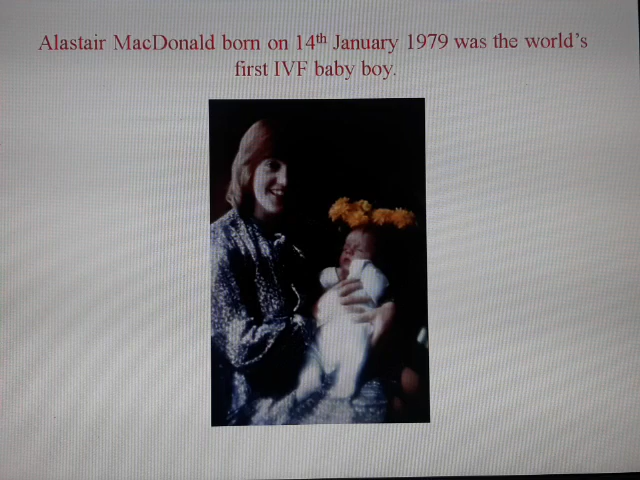 Alastair MacDonald born on 14th January 1979 was the world's
first IVF baby boy.